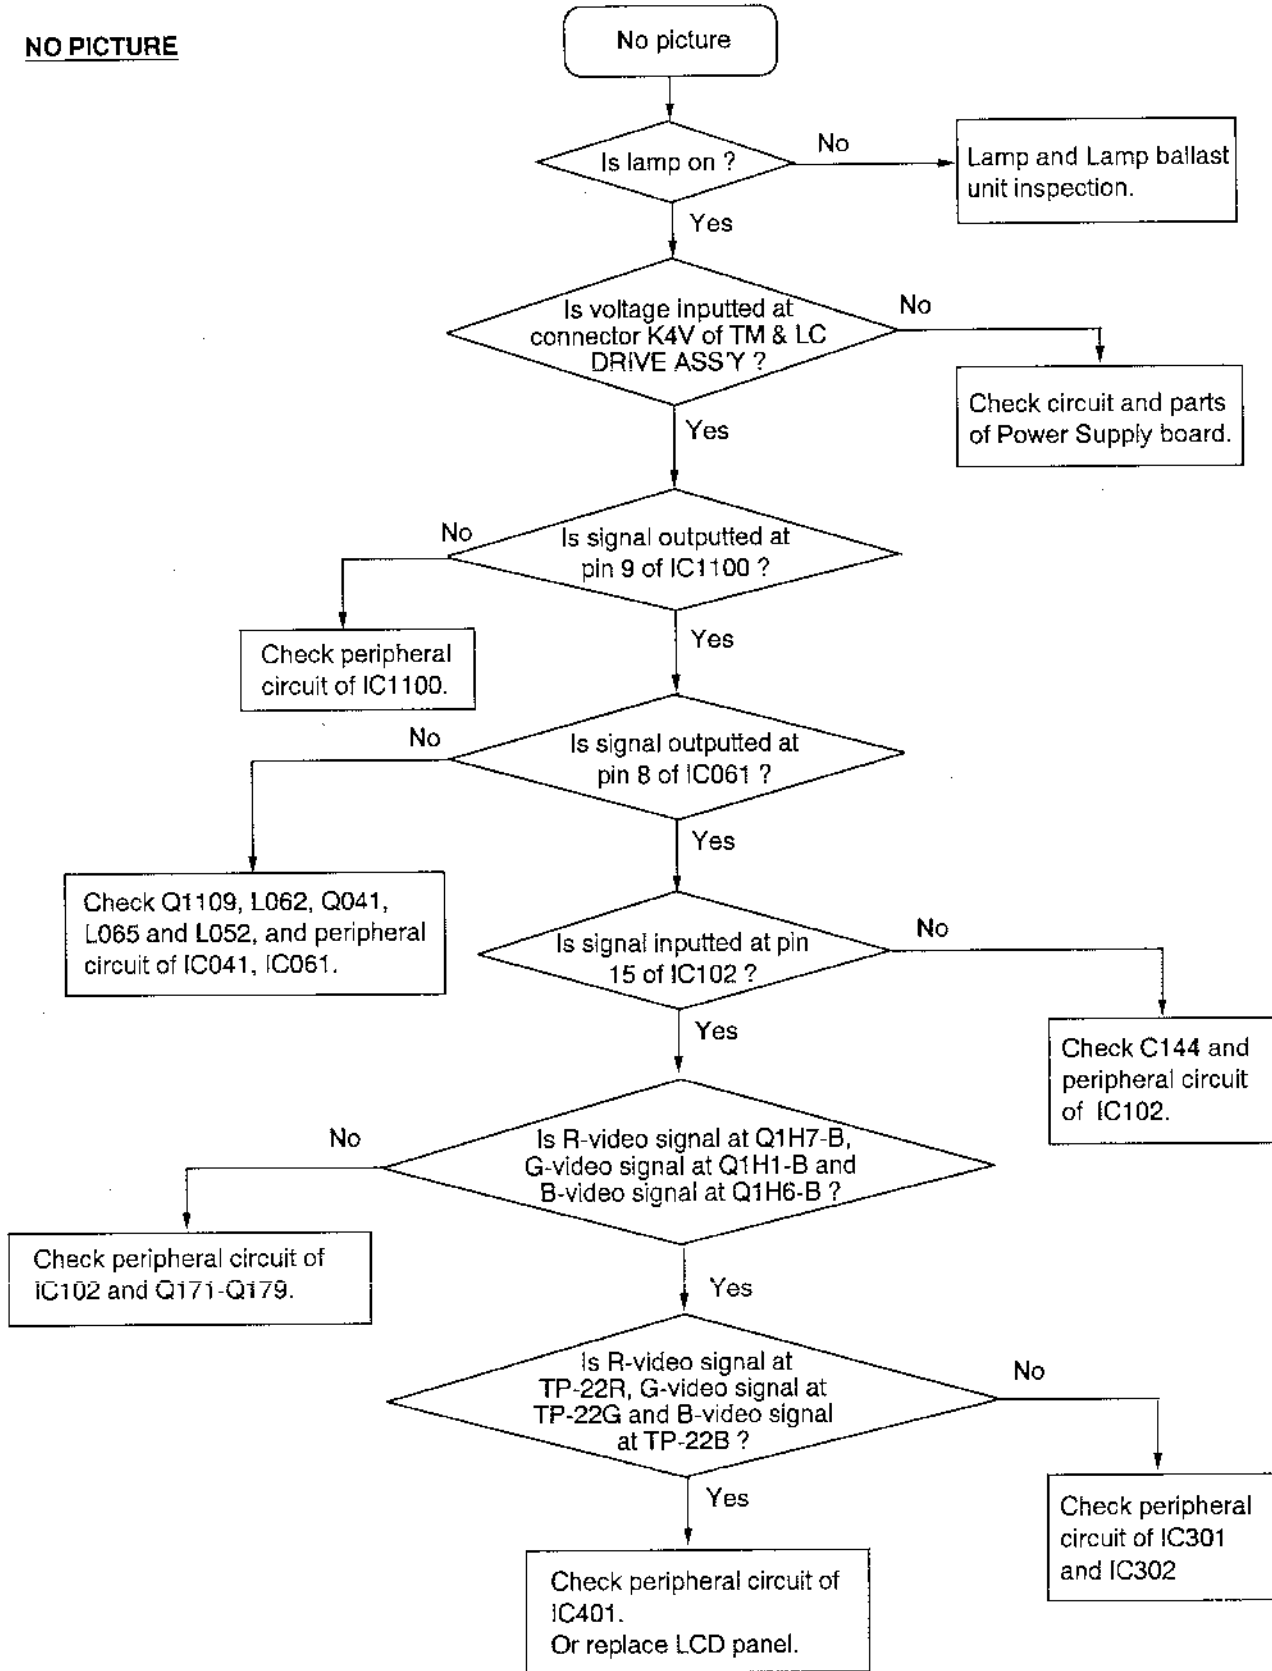 NO PICTURE
No picture
Is lamp on ?
No
Lamp and Lamp ballast
unit inspection.
Yes
Is voltage inputted at
connector K4V of TM & LC
DRIVE ASS'Y ?
No
Check circuit and parts
of Power Supply board.
Yes
Is signal outputted at
pin 9 of IC1100 ?
No
Check peripheral
circuit of IC1100.
Yes
Is signal outputted at
pin 8 of IC061 ?
No
Check Q1109, L062, Q041,
L065 and L052, and peripheral
circuit of IC041, IC061.
Yes
Is signal inputted at pin
15 of IC102 ?
No
Check C144 and
peripheral circuit
of IC102.
Yes
Is R-video signal at Q1H7-B,
G-video signal at Q1H1-B and
B-video signal at Q1H6-B ?
No
Check peripheral circuit of
IC102 and Q171-Q179.
Yes
Is R-video signal at
TP-22R, G-video signal at
TP-22G and B-video signal
at TP-22B ?
No
Check peripheral
circuit of IC301
and IC302
Yes
Check peripheral circuit of
IC401.
Or replace LCD panel.